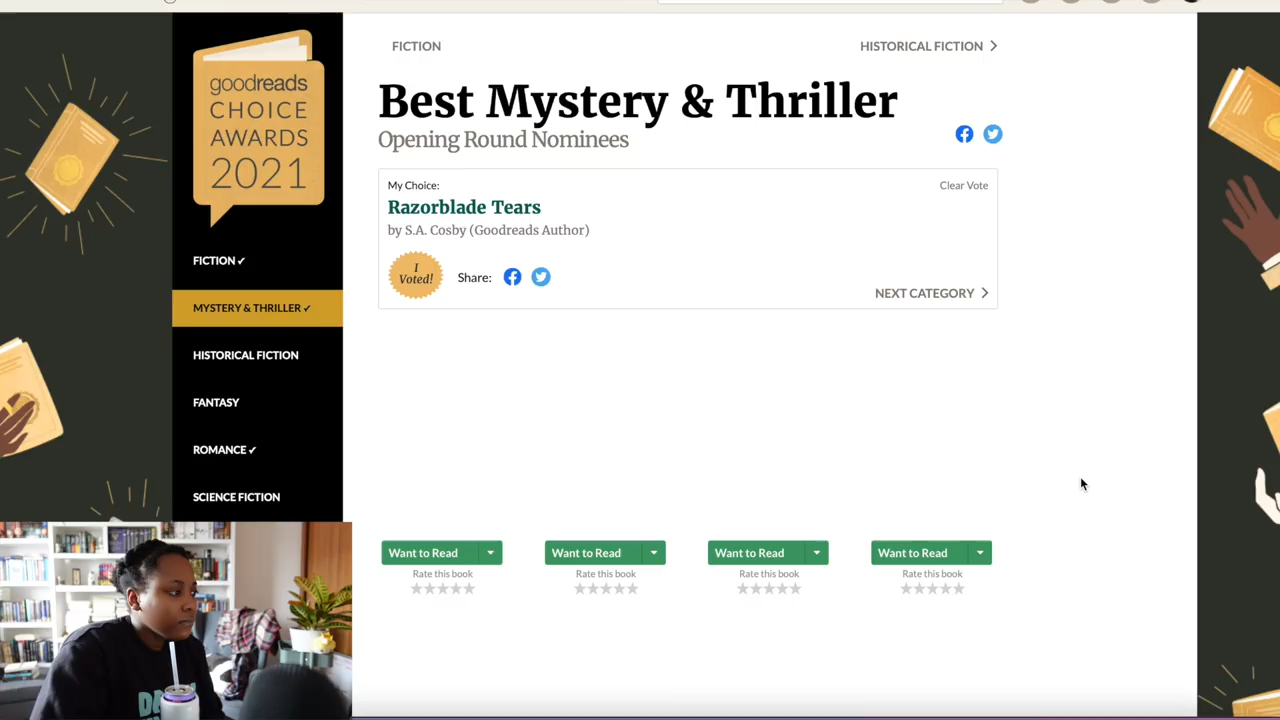 FICTION
HISTORICAL FICTION
goodreads
CHOICE
AWARDS
2021
Best Mystery & Thriller
Opening Round Nominees
My Choice:
Clear Vote
Razorblade Tears
by S.A. Cosby (Goodreads Author)
I
Voted!
Share:
NEXT CATEGORY
FICTION ✓
MYSTERY & THRILLER ✓
HISTORICAL FICTION
FANTASY
ROMANCE ✓
SCIENCE FICTION
Want to Read
Want to Read
Want to Read
Want to Read
Rate this book
Rate this book
Rate this book
Rate this book